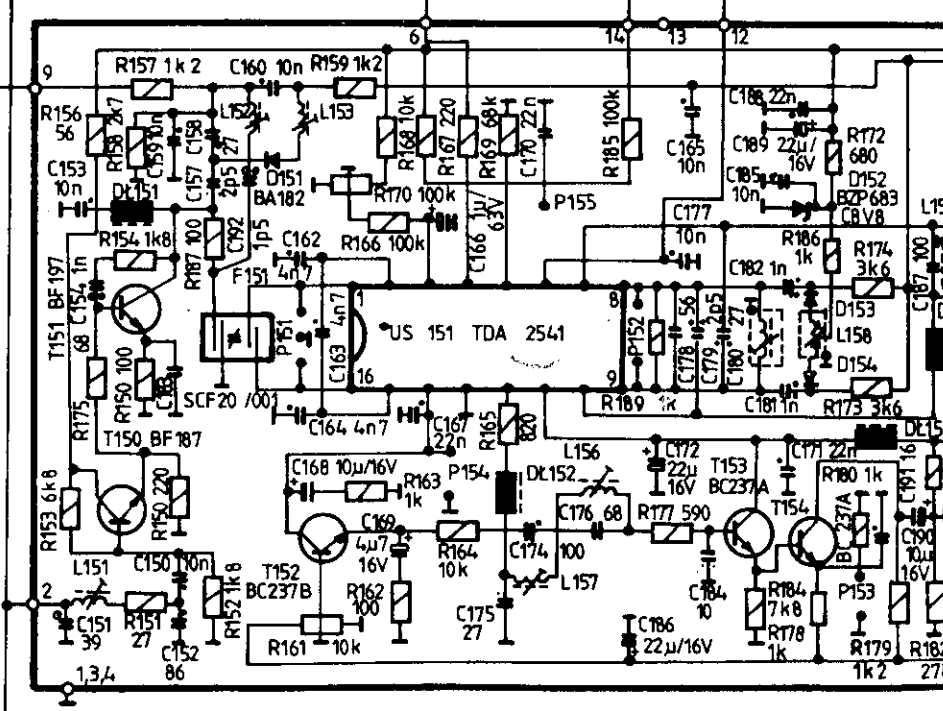 6
14
13
12
9
R157 1k2
C160 10n
R159 1k2
R156
56
R158 2k7
C159 10n
C158
27
L152
L153
R168 10k
R167 220
R169 68k
C170 22n
R185 100k
C165
10n
C188 22n
C189 22µ/
16V
R172
680
C153
10n
DŁ151
C157
2p5
D151
BA182
R170 100k
P155
C185
10n
D152
BZP683
C8V8
R154 1k8
R187 100
C192
1p5
R166 100k
C166 1µ/
63V
C177
10n
R186
1k
R174
3k6
C187 100
T151 BF197
C154 1n
F151
C162
4n7
C182 1n
P151
C163 4n7
1
8
US 151 TDA 2541
16
9
P152
56
C178
2p5
C179
27
C180
D153
L158
D154
68
R175
R150 100
SCF20/001
C164 4n7
C167
22n
R165
820
R189 1k
C181 1n
R173 3k6
T150 BF187
R153 6k8
R150 220
C168 10µ/16V
R163
1k
P154
DŁ152
L156
C172
22µ
16V
T153
BC237A
C171 22n
R180 1k
C191 16
C176 68
R177 590
T154
BC237A
C190
10µ
16V
C169
4µ7
16V
R164
10k
C174
100
L157
L151
C150 10n
T152
BC237B
R162
100
C175
27
C184
10
R184
7k8
P153
2
C151
39
R151
27
C152
86
R152 1k8
R161 10k
C186
22µ/16V
R178
1k
R179
1k2
1,3,4